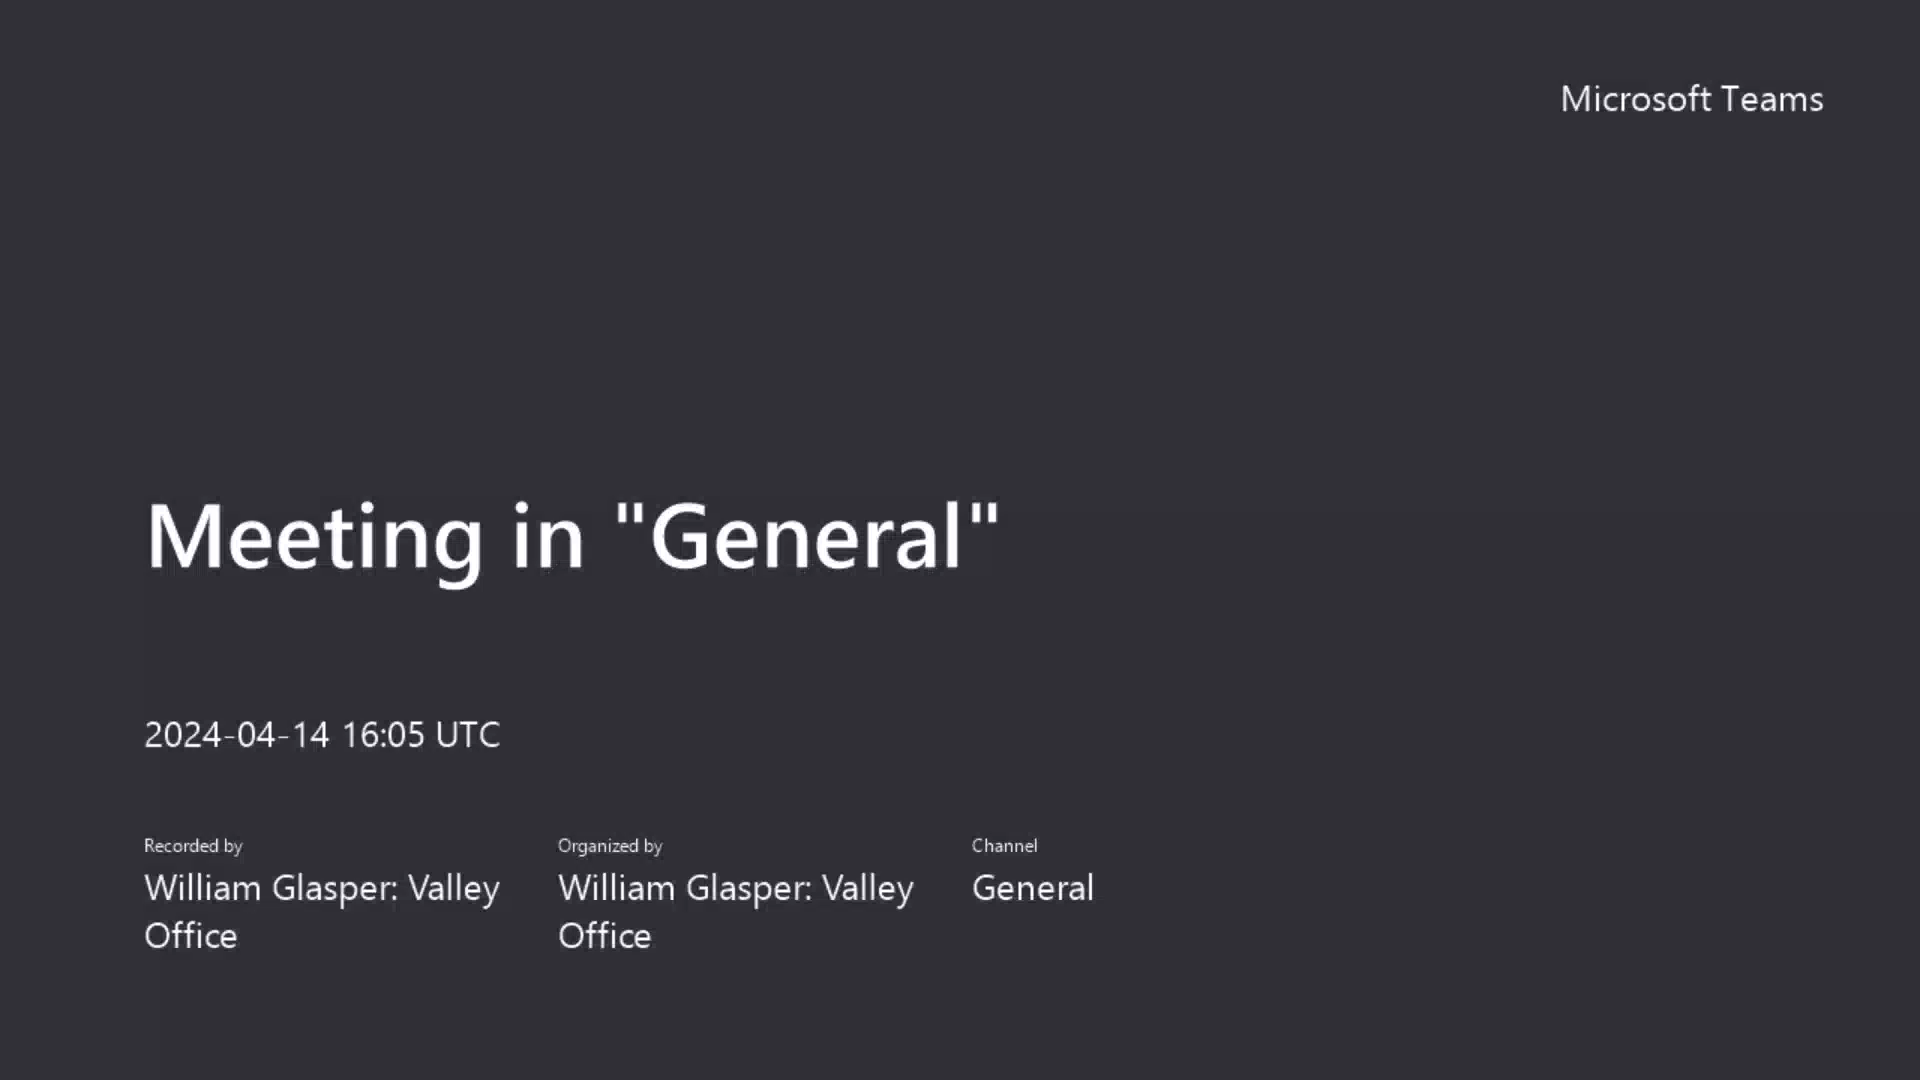 Microsoft Teams
Meeting in "General"
2024-04-14 16:05 UTC
Recorded by
William Glasper: Valley
Office
Organized by
William Glasper: Valley
Office
Channel
General